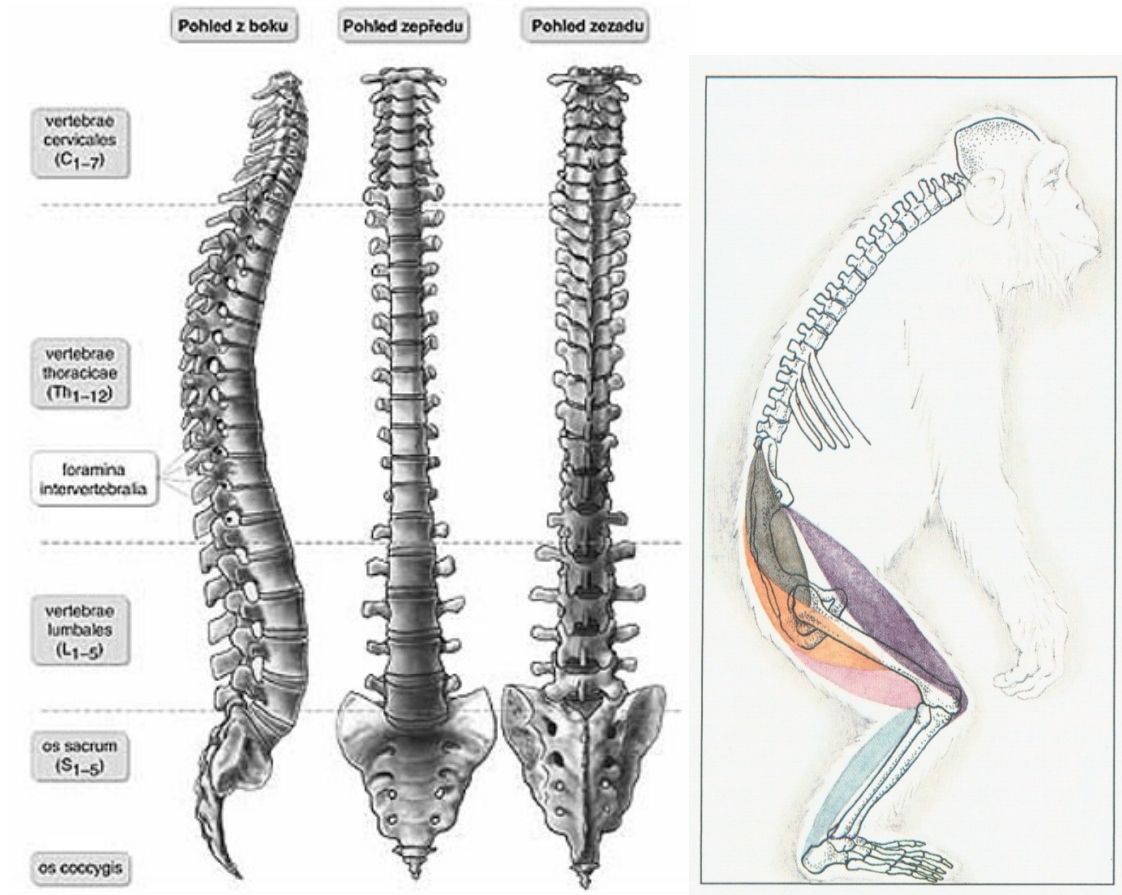 Pohled z boku
Pohled zepředu
Pohled zezadu
vertebrae
cervicales
(C1–7)
vertebrae
thoracicae
(Th1–12)
foramina
intervertebralia
vertebrae
lumbales
(L1–5)
os sacrum
(S1–5)
os coccygis